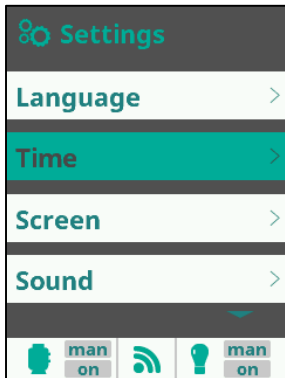 Settings
Language
Time
Screen
Sound
man man
on on